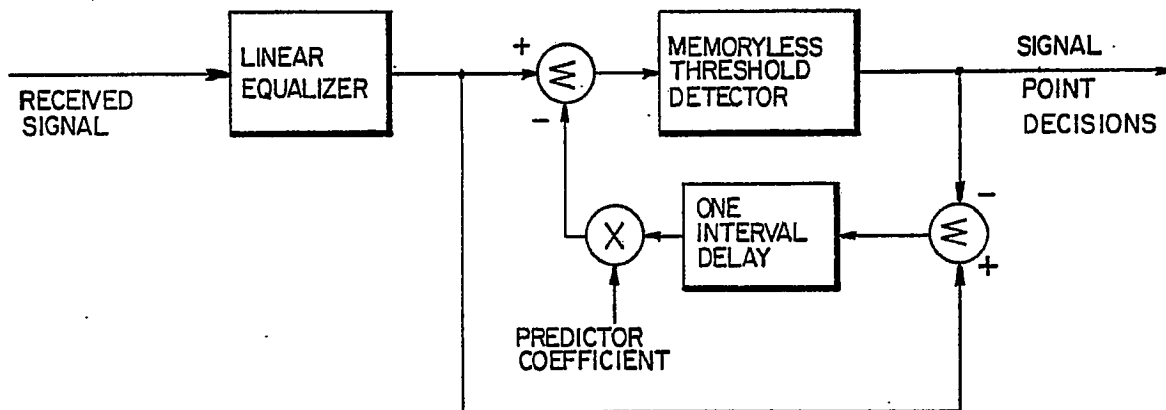 LINEAR
EQUALIZER
RECEIVED
SIGNAL
+
Σ
−
MEMORYLESS
THRESHOLD
DETECTOR
SIGNAL
POINT
DECISIONS
−
Σ
+
ONE
INTERVAL
DELAY
X
PREDICTOR
COEFFICIENT